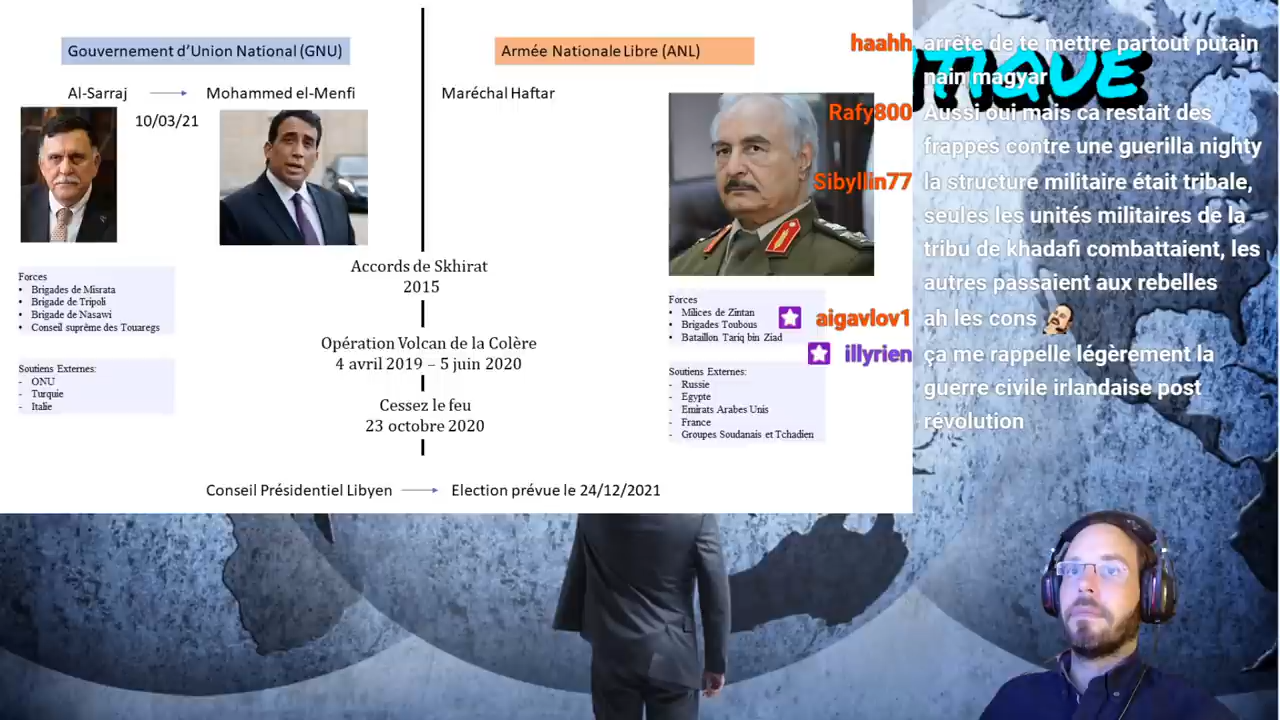 Gouvernement d'Union National (GNU)
Al-Sarraj
Mohammed el-Menfi
10/03/21
Forces
• Brigades de Misrata
• Brigade de Tripoli
• Brigade de Nasawi
• Conseil suprème des Touaregs
Soutiens Externes:
- ONU
- Turquie
- Italie
Accords de Skhirat
2015
Opération Volcan de la Colère
4 avril 2019 – 5 juin 2020
Cessez le feu
23 octobre 2020
Armée Nationale Libre (ANL)
Maréchal Haftar
Forces
• Milices de Zintan
• Brigades Toubous
• Bataillon Tariq bin Ziad
Soutiens Externes:
- Russie
- Egypte
- Emirats Arabes Unis
- France
- Groupes Soudanais et Tchadien
Conseil Présidentiel Libyen
Election prévue le 24/12/2021
TIQUE
haahh arrête de te mettre partout putain
nain magyar
Rafy800 Aussi oui mais ca restait des
frappes contre une guerilla nighty
Sibyllin77 la structure militaire était tribale,
seules les unités militaires de la
tribu de khadafi combattaient, les
autres passaient aux rebelles
aigavlov1 ah les cons
illyrien ça me rappelle légèrement la
guerre civile irlandaise post
révolution